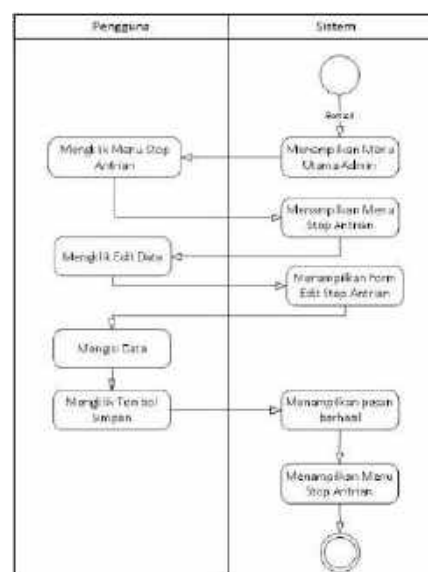 Pengguna
Sistem
Menampilkan Menu
Utama Admin
Mengklik Menu Stop
Antrian
Menampilkan Menu
Stop Antrian
Mengklik Edit Data
Menampilkan Form
Edit Stop Antrian
Mengisi Data
Mengklik Tombol
Simpan
Menampilkan pesan
berhasil
Menampilkan Menu
Stop Antrian